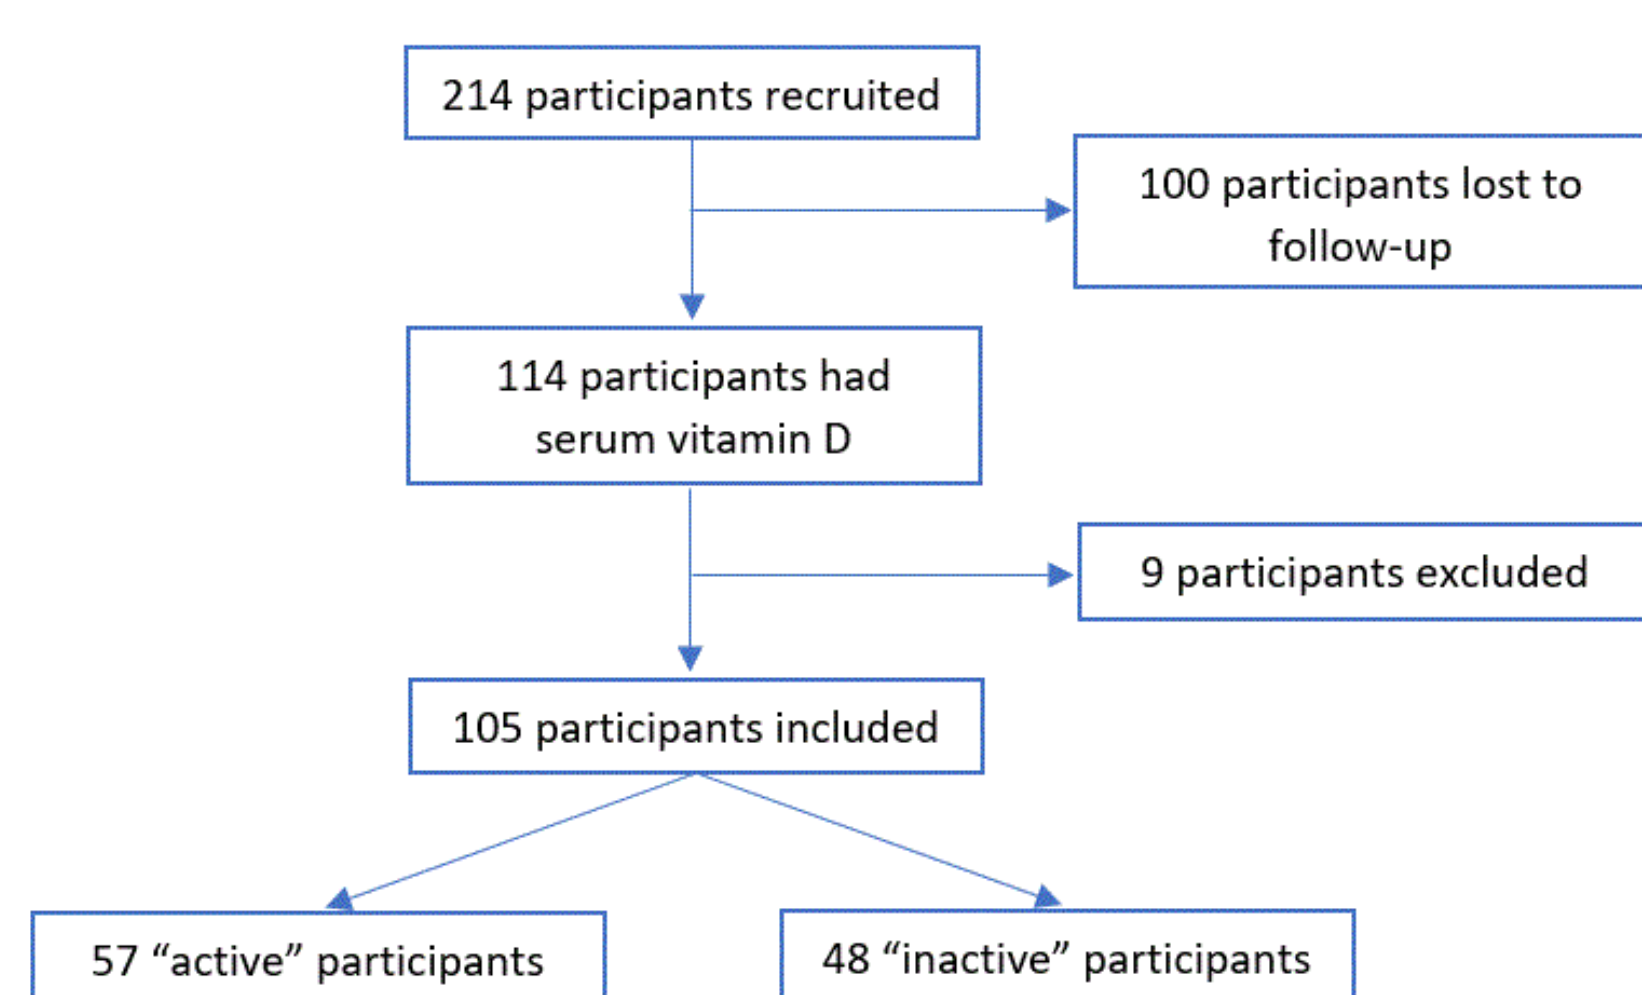 214 participants recruited
100 participants lost to
follow-up
114 participants had
serum vitamin D
9 participants excluded
105 participants included
57 “active” participants
48 “inactive” participants